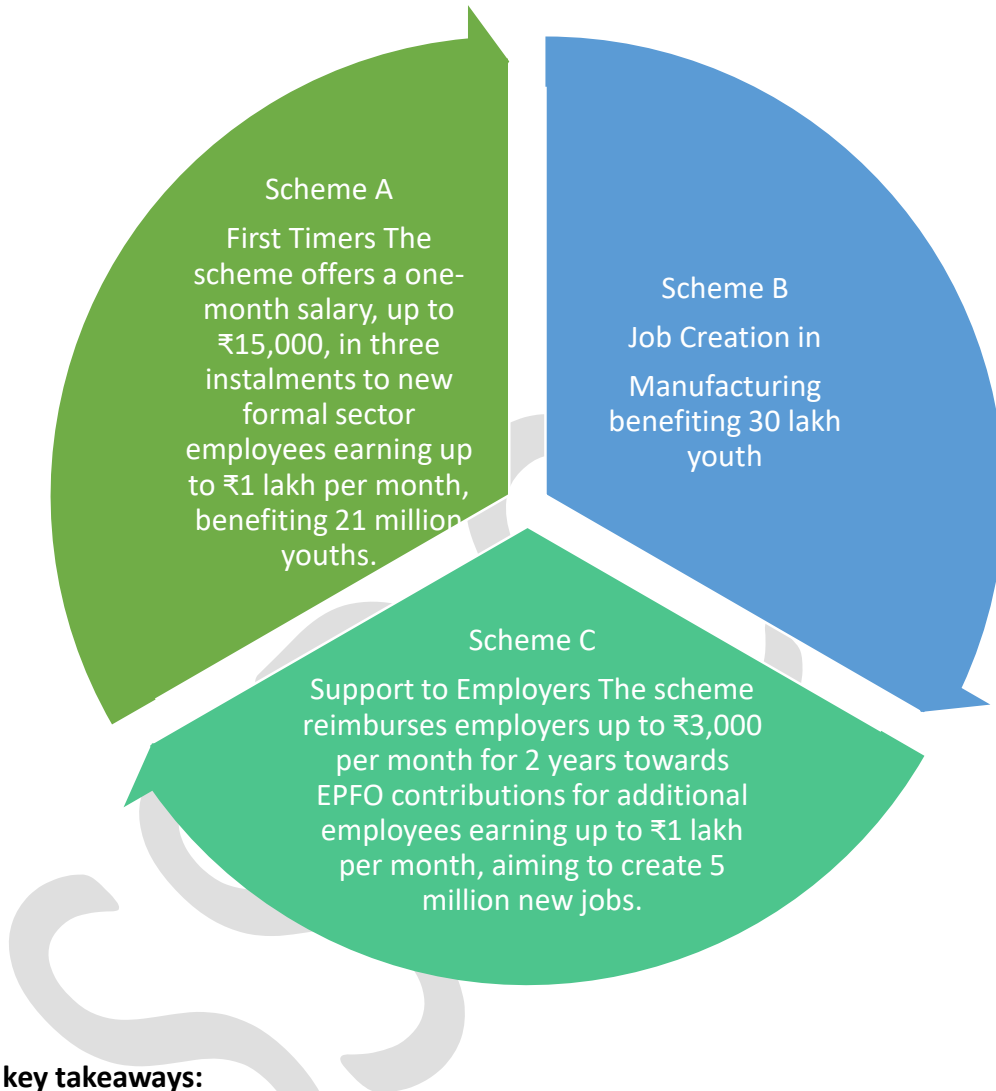 Scheme A
First Timers The
scheme offers a one-
month salary, up to
₹15,000, in three
instalments to new
formal sector
employees earning up
to ₹1 lakh per month,
benefiting 21 million
youths.
Scheme B
Job Creation in
Manufacturing
benefiting 30 lakh
youth
Scheme C
Support to Employers The scheme
reimburses employers up to ₹3,000
per month for 2 years towards
EPFO contributions for additional
employees earning up to ₹1 lakh
per month, aiming to create 5
million new jobs.
key takeaways: